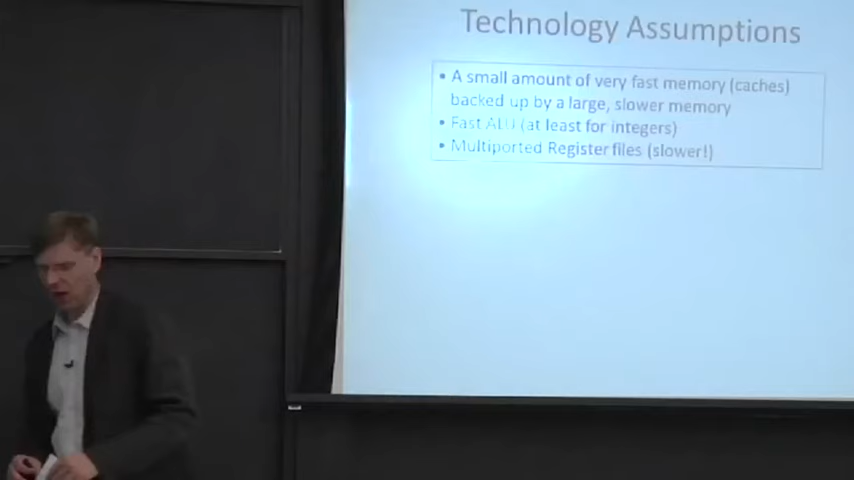 Technology Assumptions
• A small amount of very fast memory (caches)
backed up by a large, slower memory
• Fast ALU (at least for integers)
• Multiported Register files (slower!)